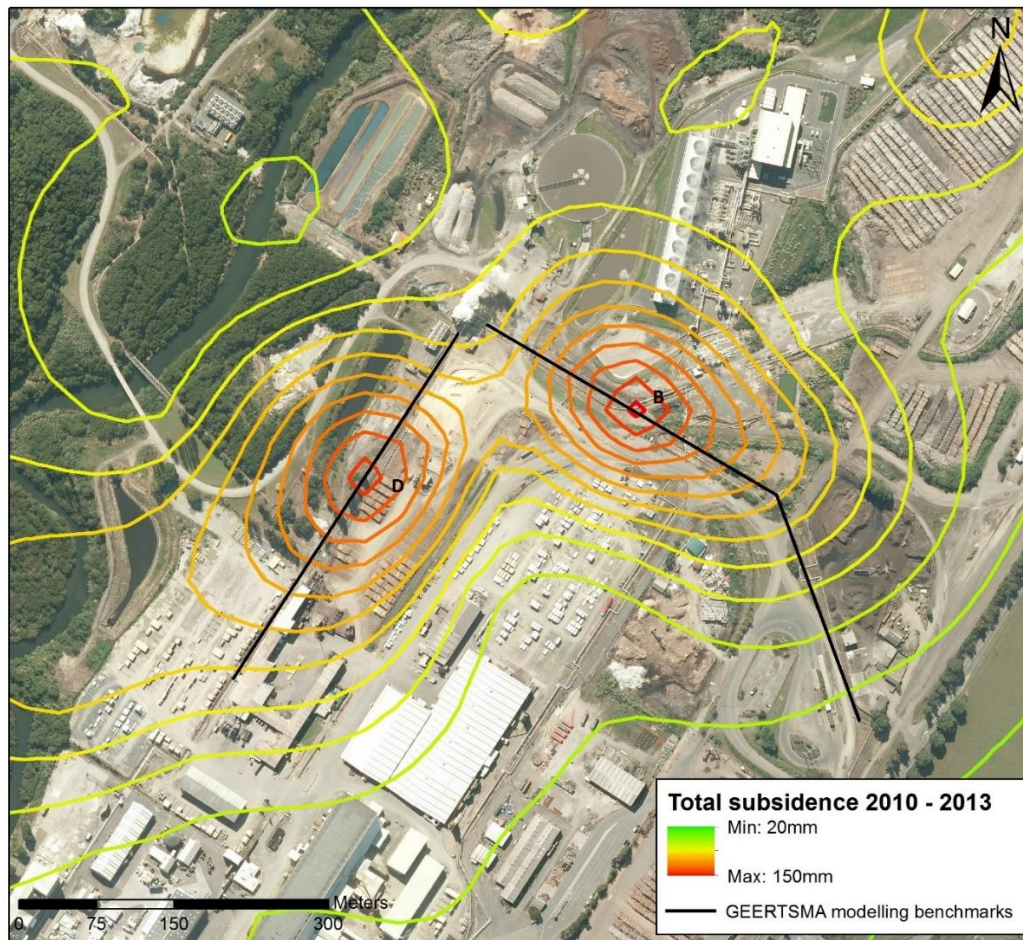 N
B
D
Total subsidence 2010 - 2013
Min: 20mm
Max: 150mm
GEERTSMA modelling benchmarks
Meters
0 75 150 300